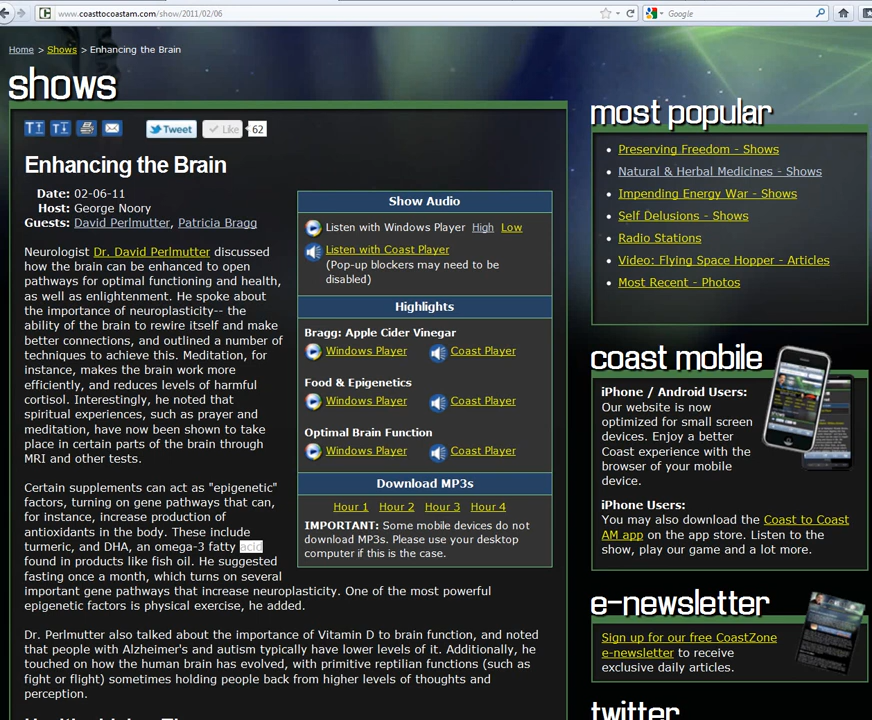 www.coasttocoastam.com/show/2011/02/06
Google
Home > Shows > Enhancing the Brain
shows
Tweet
Like
62
Enhancing the Brain
Date: 02-06-11
Host: George Noory
Guests: David Perlmutter, Patricia Bragg
Neurologist Dr. David Perlmutter discussed
how the brain can be enhanced to open
pathways for optimal functioning and health,
as well as enlightenment. He spoke about
the importance of neuroplasticity-- the
ability of the brain to rewire itself and make
better connections, and outlined a number of
techniques to achieve this. Meditation, for
instance, makes the brain work more
efficiently, and reduces levels of harmful
cortisol. Interestingly, he noted that
spiritual experiences, such as prayer and
meditation, have now been shown to take
place in certain parts of the brain through
MRI and other tests.
Certain supplements can act as "epigenetic"
factors, turning on gene pathways that can,
for instance, increase production of
antioxidants in the body. These include
turmeric, and DHA, an omega-3 fatty acid
found in products like fish oil. He suggested
fasting once a month, which turns on several
important gene pathways that increase neuroplasticity. One of the most powerful
epigenetic factors is physical exercise, he added.
Dr. Perlmutter also talked about the importance of Vitamin D to brain function, and noted
that people with Alzheimer's and autism typically have lower levels of it. Additionally, he
touched on how the human brain has evolved, with primitive reptilian functions (such as
fight or flight) sometimes holding people back from higher levels of thoughts and
perception.
Show Audio
Listen with Windows Player High Low
Listen with Coast Player
(Pop-up blockers may need to be
disabled)
Highlights
Bragg: Apple Cider Vinegar
Windows Player Coast Player
Food & Epigenetics
Windows Player Coast Player
Optimal Brain Function
Windows Player Coast Player
Download MP3s
Hour 1 Hour 2 Hour 3 Hour 4
IMPORTANT: Some mobile devices do not
download MP3s. Please use your desktop
computer if this is the case.
most popular
Preserving Freedom - Shows
Natural & Herbal Medicines - Shows
Impending Energy War - Shows
Self Delusions - Shows
Radio Stations
Video: Flying Space Hopper - Articles
Most Recent - Photos
coast mobile
iPhone / Android Users:
Our website is now
optimized for small screen
devices. Enjoy a better
Coast experience with the
browser of your mobile
device.
iPhone Users:
You may also download the Coast to Coast
AM app on the app store. Listen to the
show, play our game and a lot more.
e-newsletter
Sign up for our free CoastZone
e-newsletter to receive
exclusive daily articles.
twitter